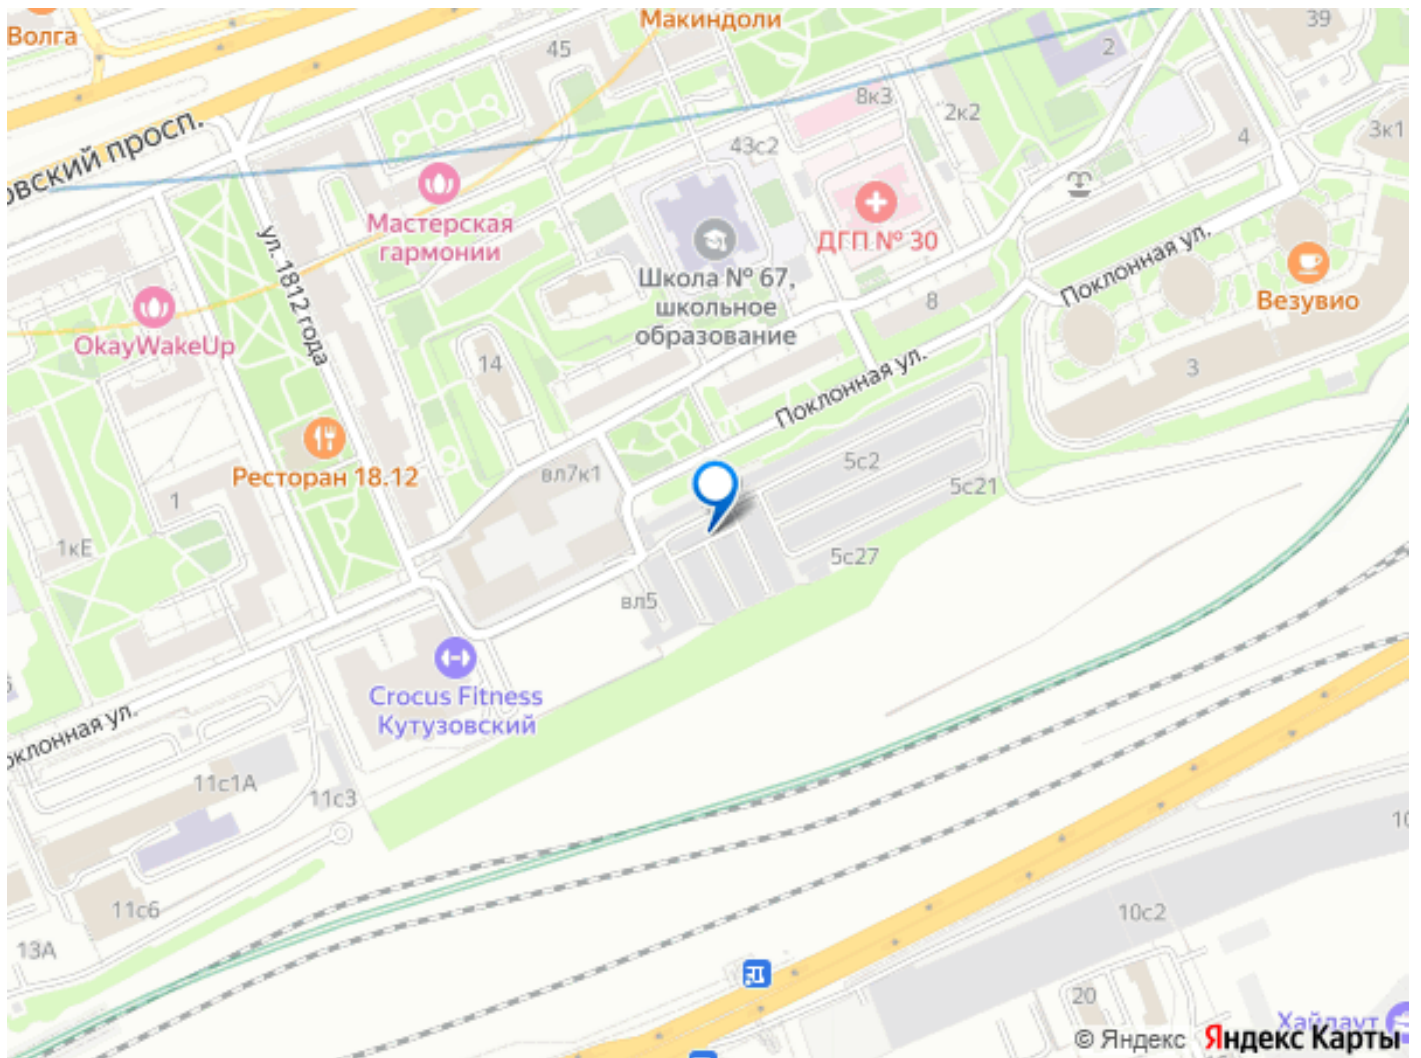 Волга
Макиндоли
45
2
39
8к3
2к2
3к1
43с2
4
овский просп.
Мастерская
гармонии
ДГП № 30
ул. 1812 года
Школа № 67,
школьное
образование
Поклонная ул.
Везувио
OkayWakeUp
8
14
3
Поклонная ул.
Ресторан 18.12
вл7к1
5с2
5с21
1
1кЕ
5с27
вл5
Crocus Fitness
Кутузовский
оклонная ул.
11с1А
11с3
10
11с6
10с2
13А
20
Хайлаут
© Яндекс Яндекс Карты